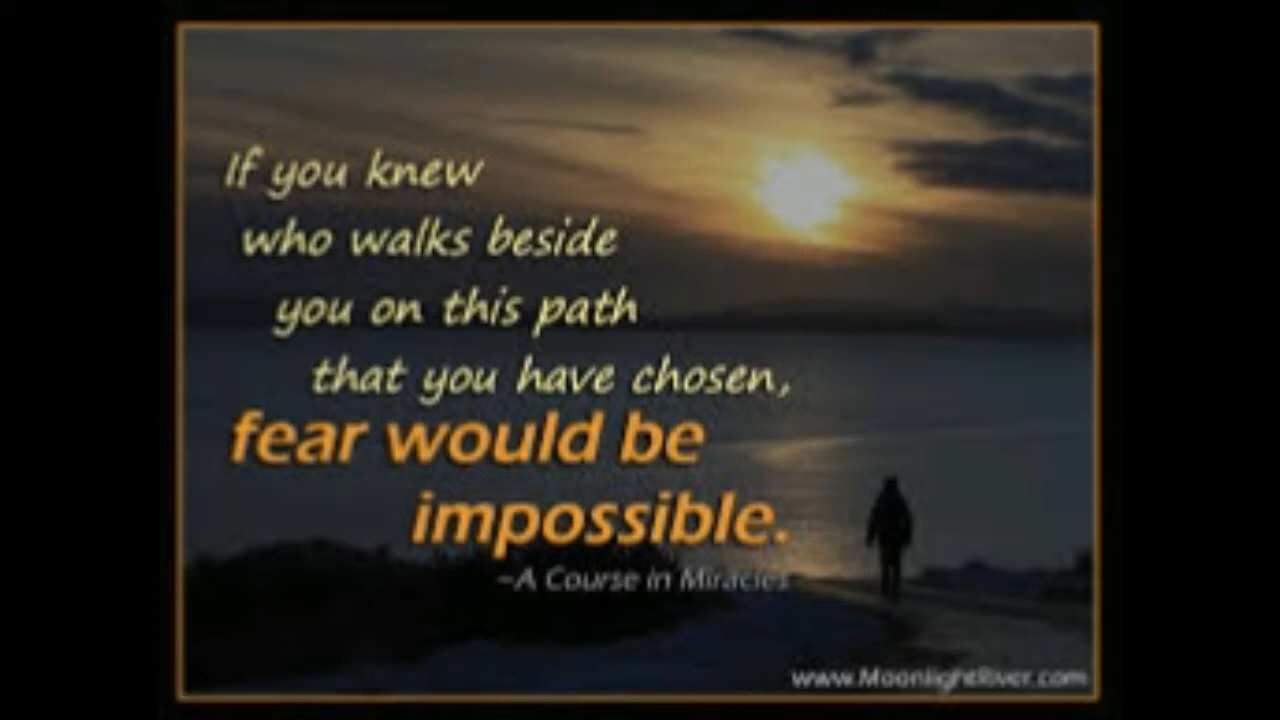 If you knew
who walks beside
you on this path
that you have chosen,
fear would be
impossible.
~A Course in Miracles
www.MoonlightRiver.com